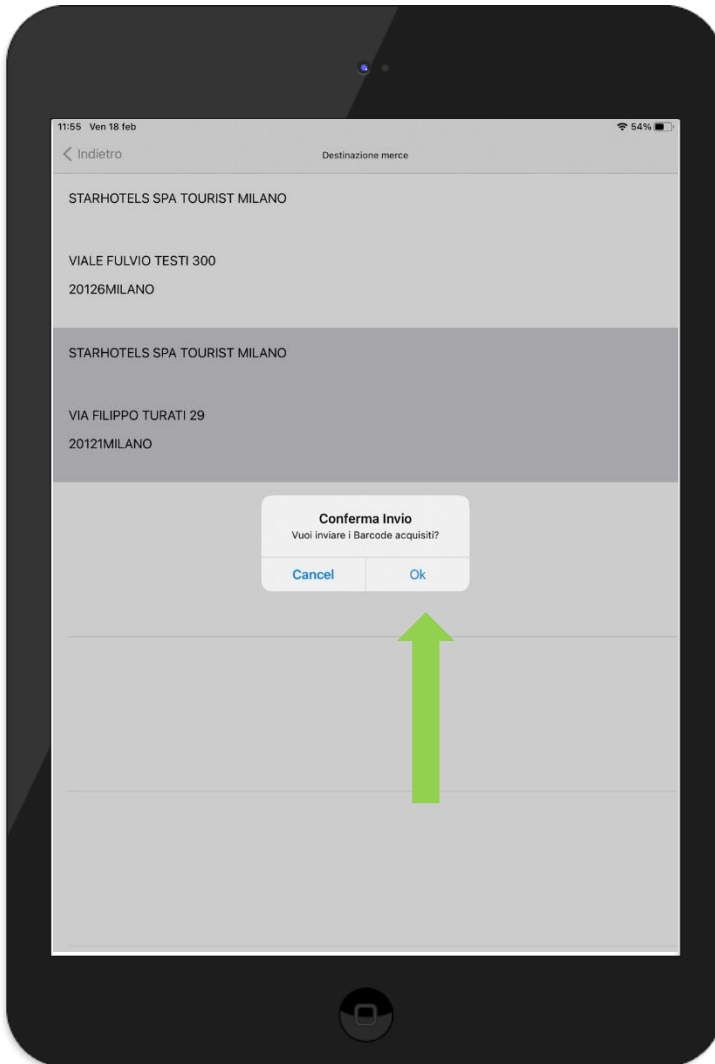 11:55 Ven 18 feb
54%
Indietro
Destinazione merce
STARHOTELS SPA TOURIST MILANO
VIALE FULVIO TESTI 300
20126MILANO
STARHOTELS SPA TOURIST MILANO
VIA FILIPPO TURATI 29
20121MILANO
Conferma Invio
Vuoi inviare i Barcode acquisiti?
Cancel
Ok